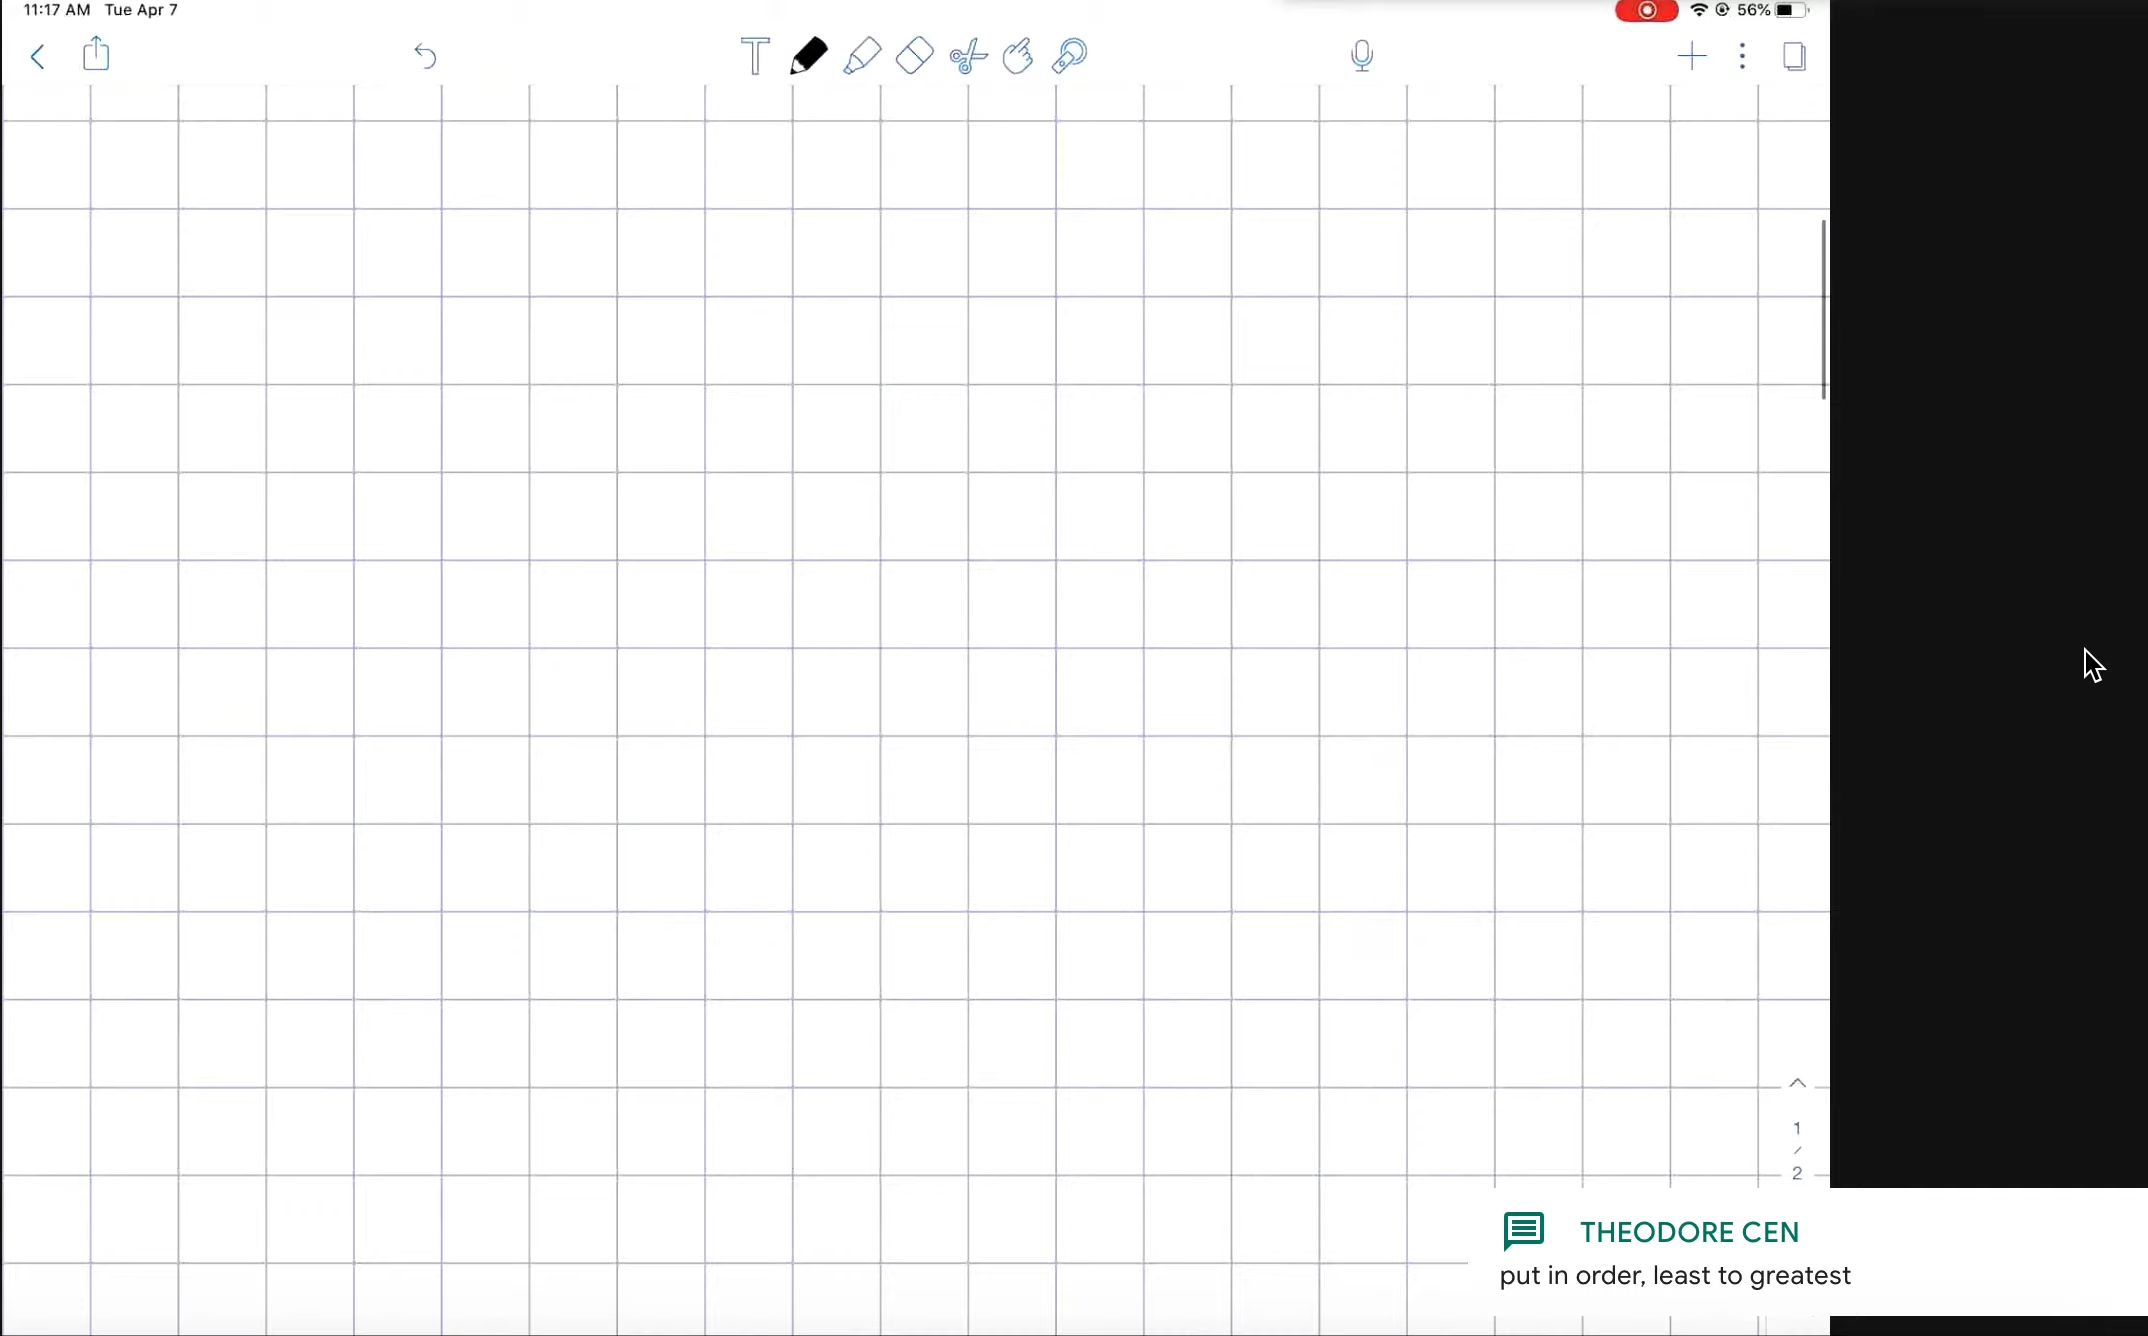 11:17 AM Tue Apr 7
56%
T
1
/
2
THEODORE CEN
put in order, least to greatest